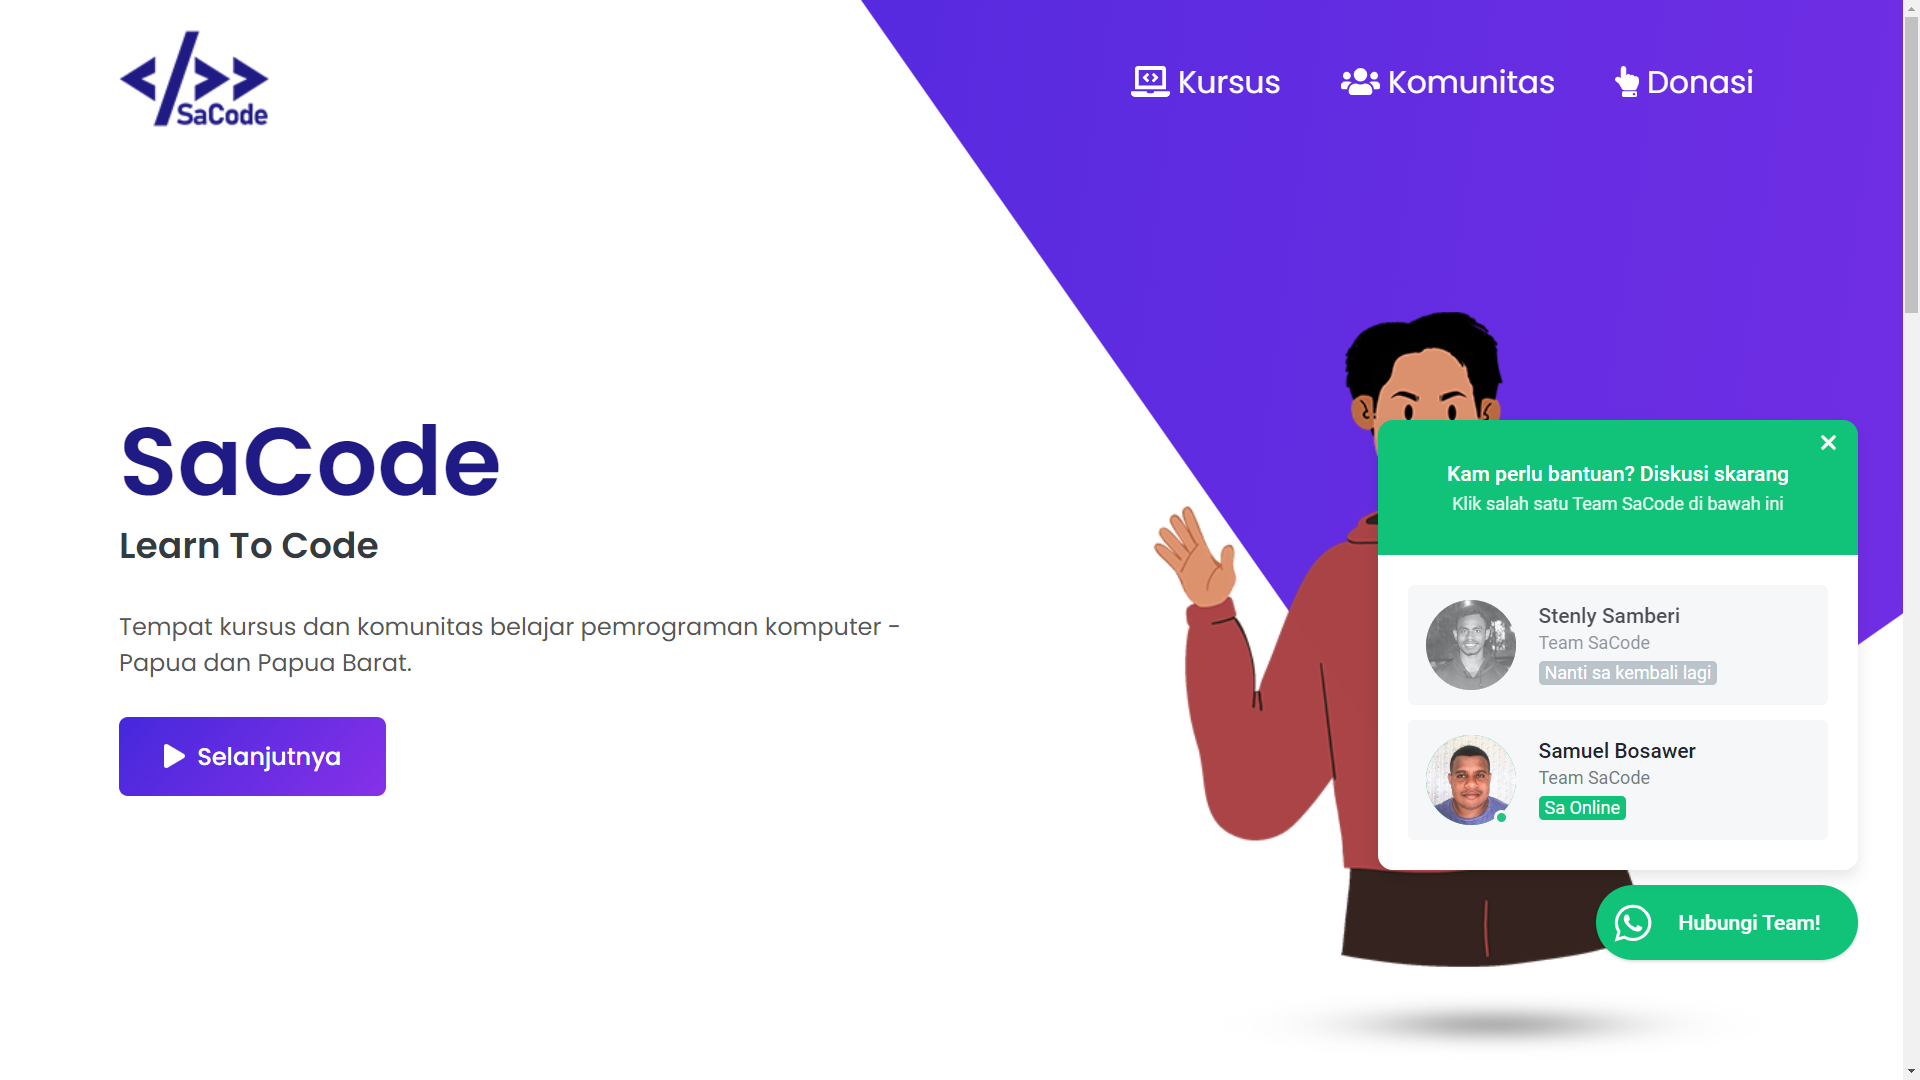 SaCode
Kursus
Komunitas
Donasi
SaCode
Learn To Code
Tempat kursus dan komunitas belajar pemrograman komputer -
Papua dan Papua Barat.
Selanjutnya
Kam perlu bantuan? Diskusi skarang
Klik salah satu Team SaCode di bawah ini
Stenly Samberi
Team SaCode
Nanti sa kembali lagi
Samuel Bosawer
Team SaCode
Sa Online
Hubungi Team!